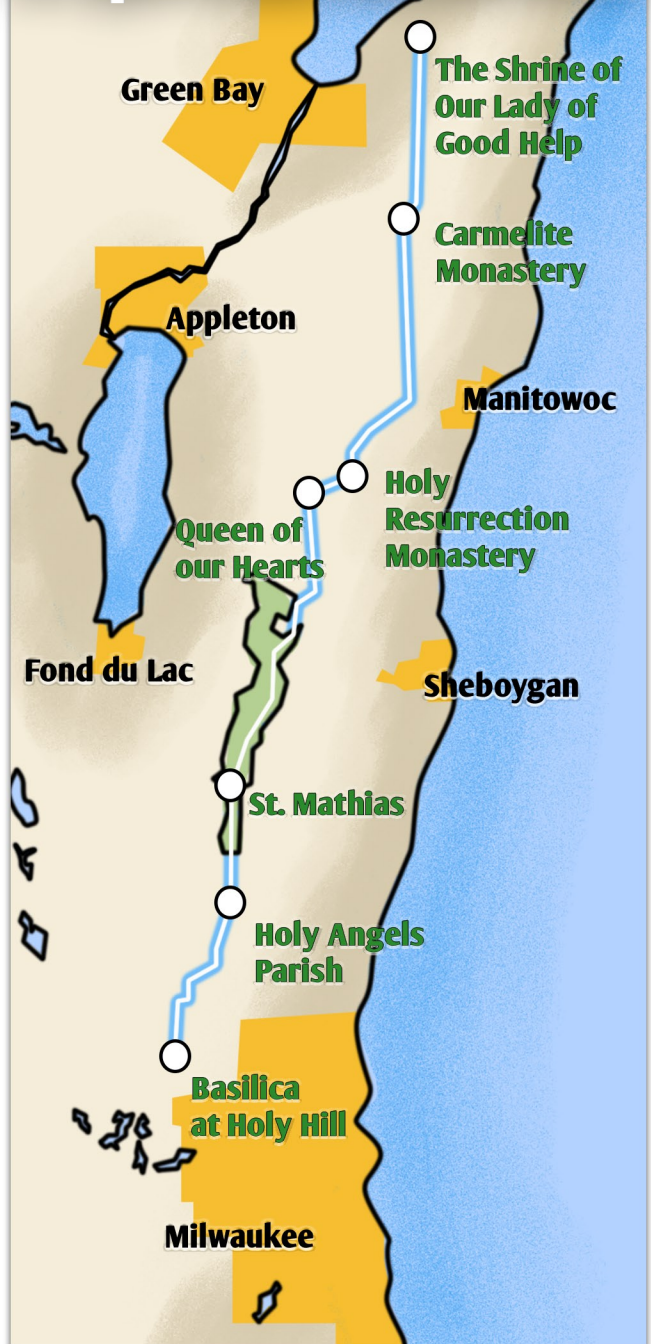 Green Bay
The Shrine of
Our Lady of
Good Help
Carmelite
Monastery
Appleton
Manitowoc
Holy
Resurrection
Monastery
Queen of
our Hearts
Fond du Lac
Sheboygan
St. Mathias
Holy Angels
Parish
Basilica
at Holy Hill
Milwaukee